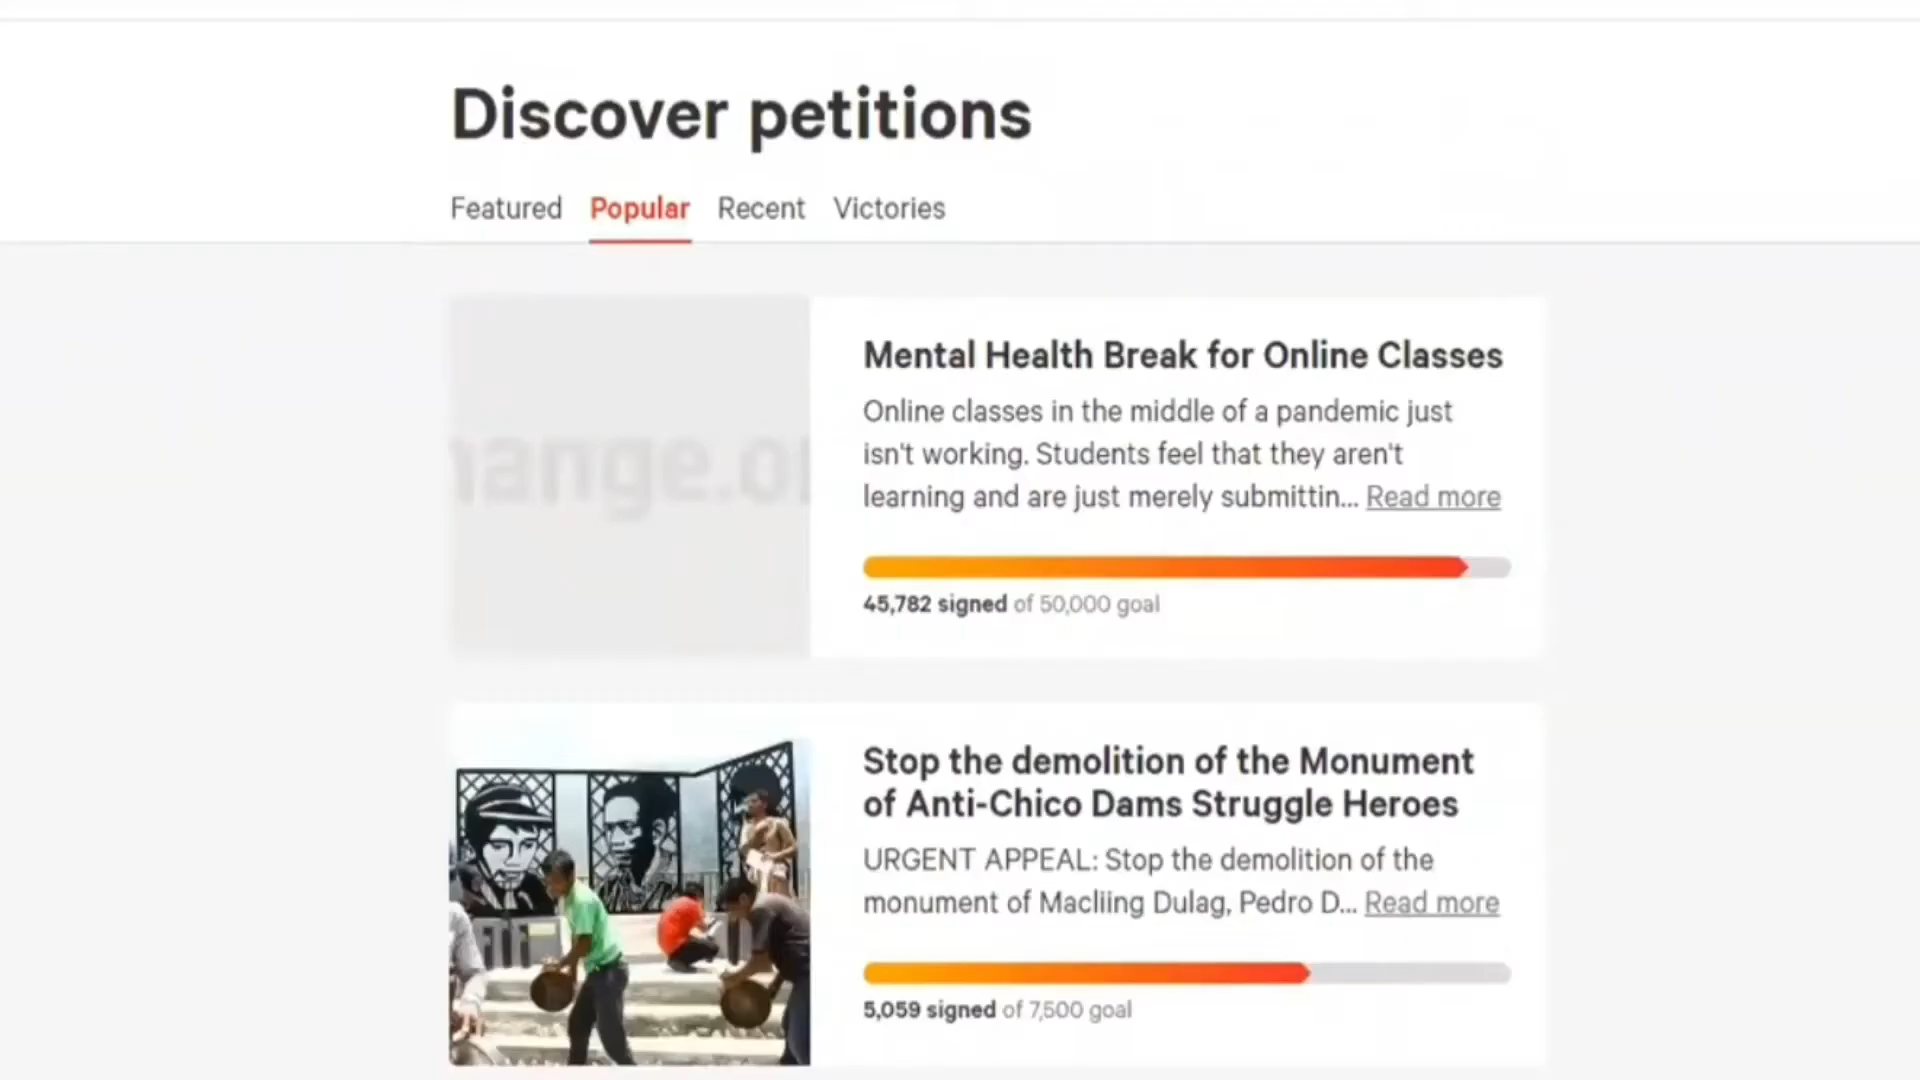 Discover petitions
Featured Popular Recent Victories
hange.or
Mental Health Break for Online Classes
Online classes in the middle of a pandemic just
isn't working. Students feel that they aren't
learning and are just merely submittin... Read more
45,782 signed of 50,000 goal
Stop the demolition of the Monument
of Anti-Chico Dams Struggle Heroes
URGENT APPEAL: Stop the demolition of the
monument of Macliing Dulag, Pedro D... Read more
5,059 signed of 7,500 goal